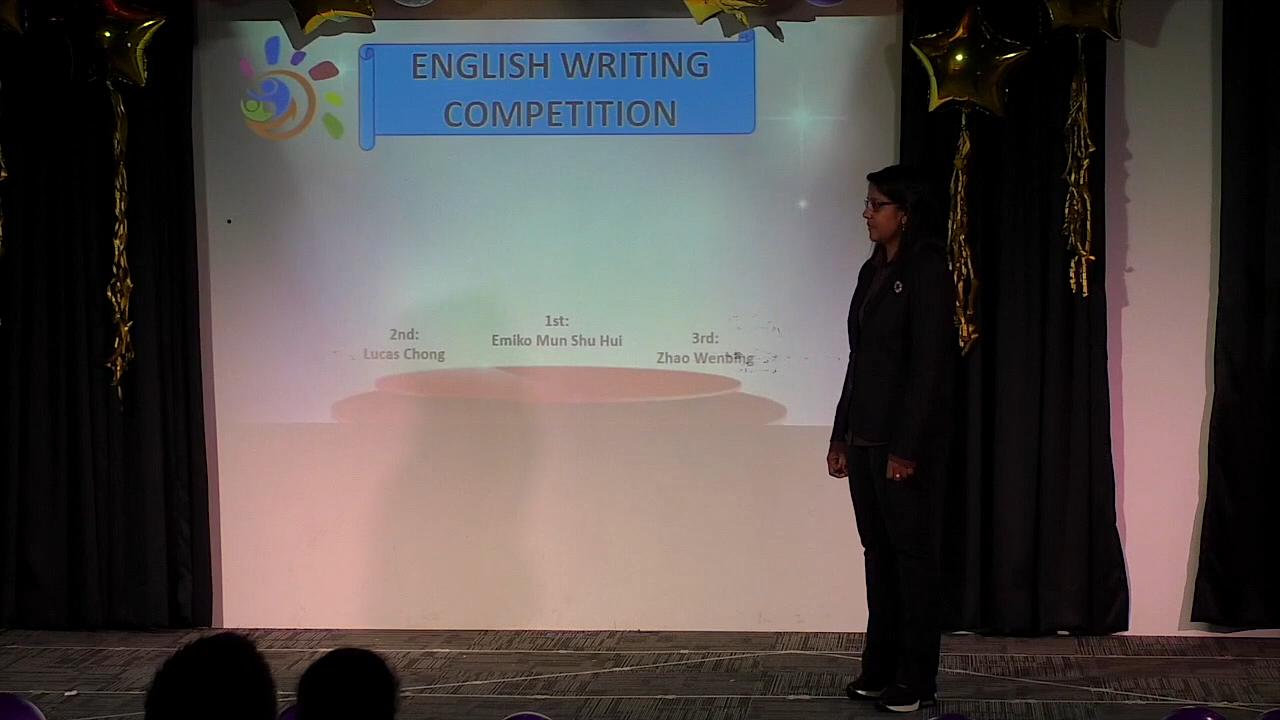 ENGLISH WRITING
COMPETITION
1st:
Emiko Mun Shu Hui
2nd:
Lucas Chong
3rd:
Zhao Wenbing